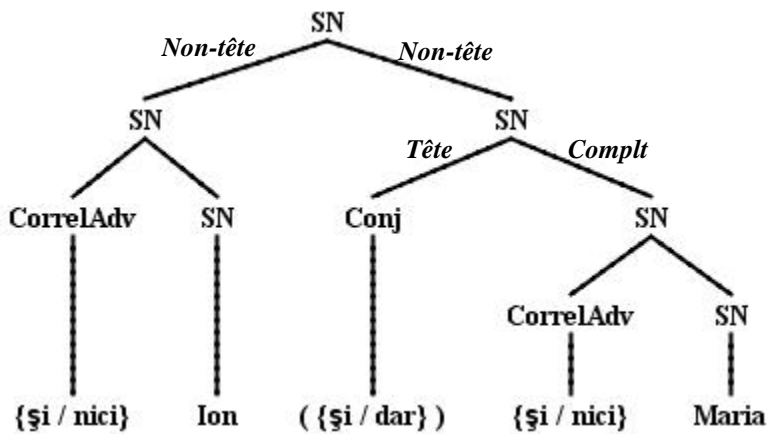 SN
Non-tête Non-tête
SN SN
Tête Complt
CorrelAdv SN Conj SN
CorrelAdv SN
{şi / nici} Ion ( {şi / dar} ) {şi / nici} Maria